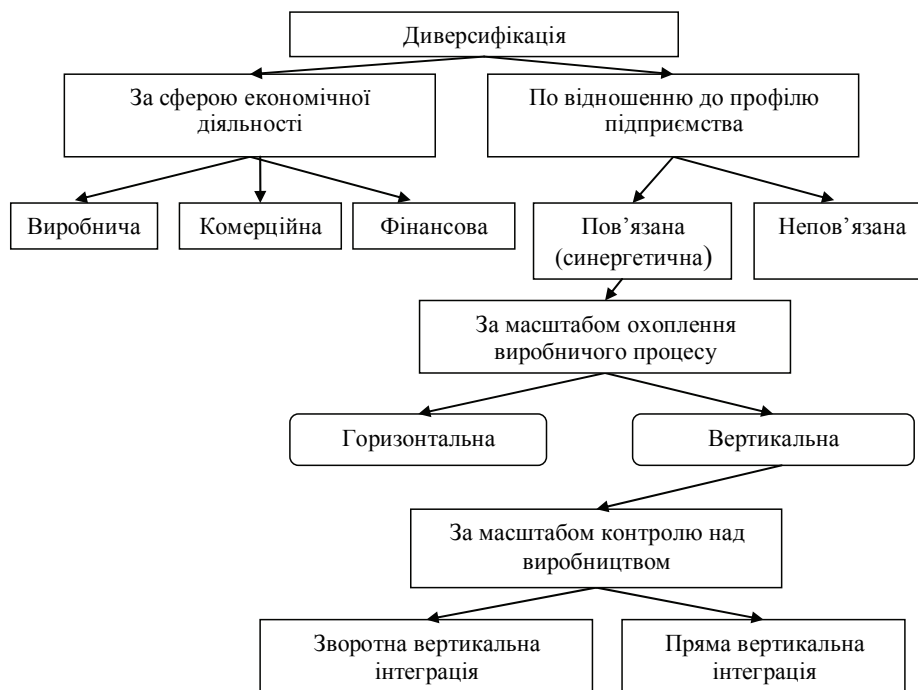 Диверсифікація
За сферою економічної
діяльності
По відношенню до профілю
підприємства
Виробнича
Комерційна
Фінансова
Пов’язана
(синергетична)
Непов’язана
За масштабом охоплення
виробничого процесу
Горизонтальна
Вертикальна
За масштабом контролю над
виробництвом
Зворотна вертикальна
інтеграція
Пряма вертикальна
інтеграція